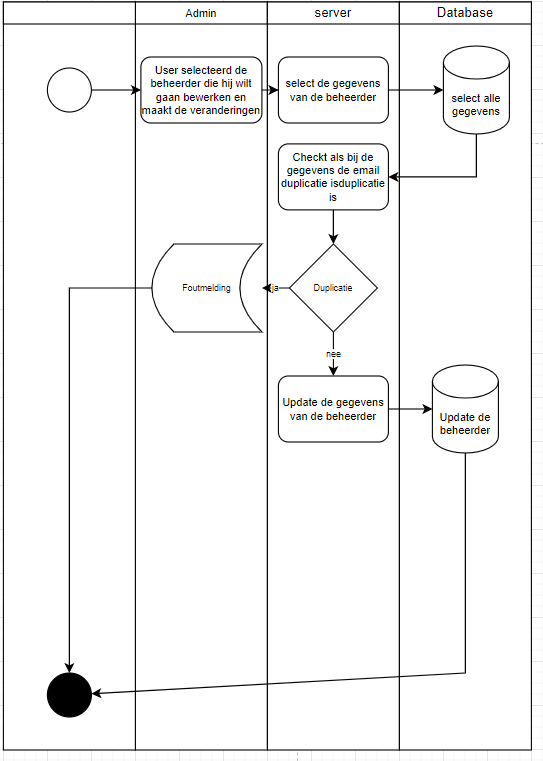 Admin
server
Database
User selecteerd de
beheerder die hij wilt
gaan bewerken en
maakt de veranderingen
select de gegevens
van de beheerder
select alle
gegevens
Checkt als bij de
gegevens de email
duplicatie isduplicatie
is
Foutmelding
ja
Duplicatie
nee
Update de gegevens
van de beheerder
Update de
beheerder